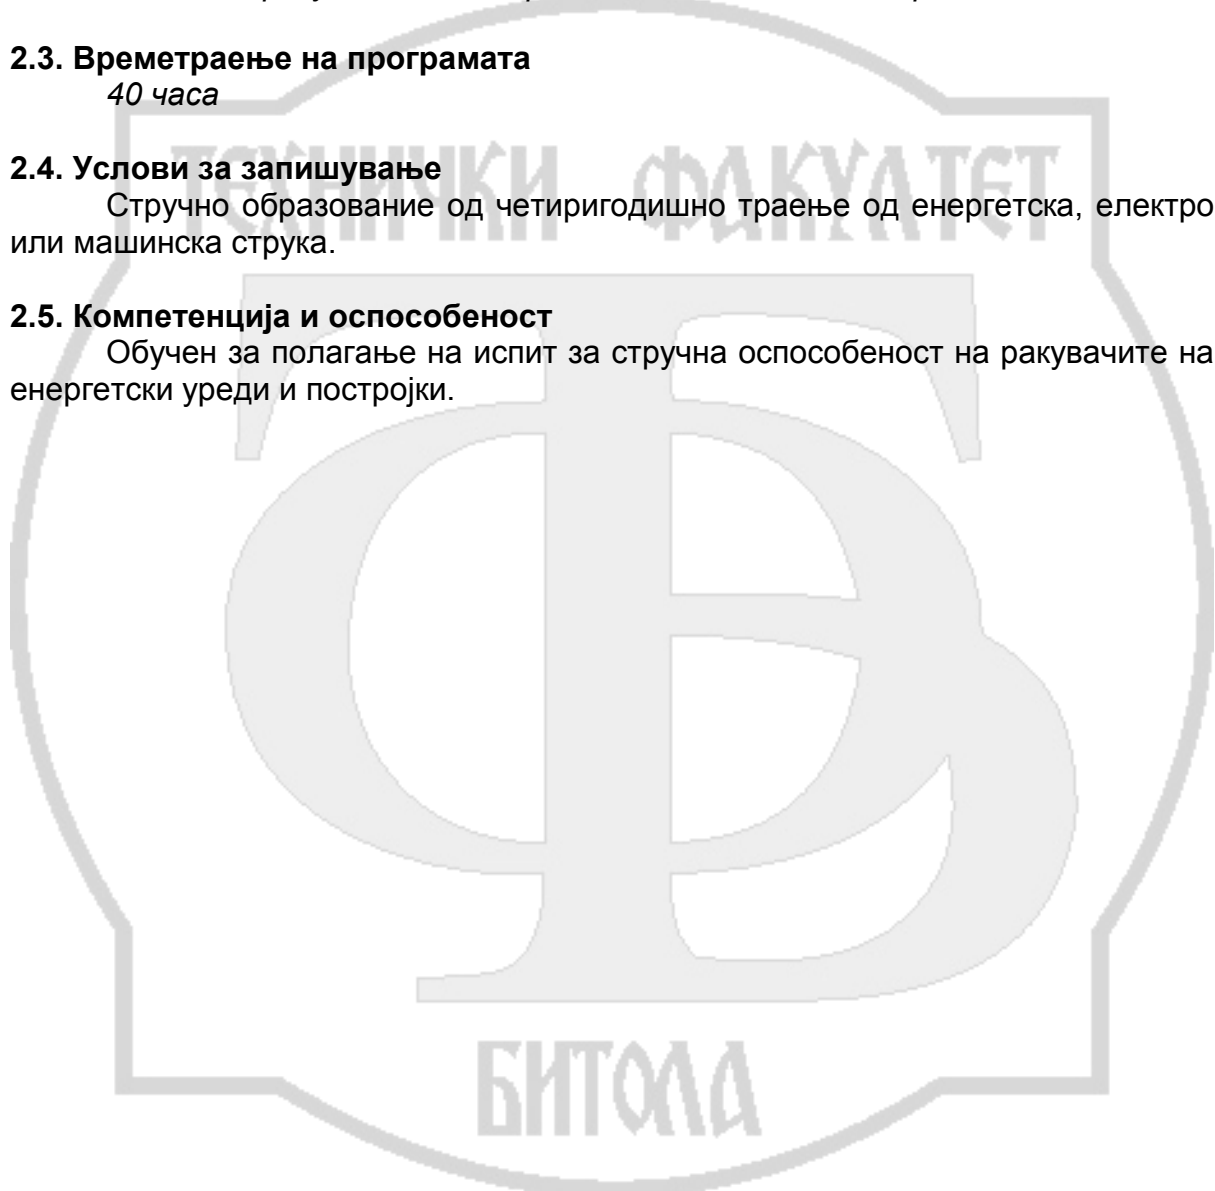 2.3. Времетраење на програмата
40 часа
ТЕХНИЧКИ ФАКУЛТЕТ
2.4. Услови за запишување
Стручно образование од четиригодишно траење од енергетска, електро
или машинска струка.
2.5. Компетенција и оспособеност
Обучен за полагање на испит за стручна оспособеност на ракувачите на
енергетски уреди и постројки.
БИТОЛА